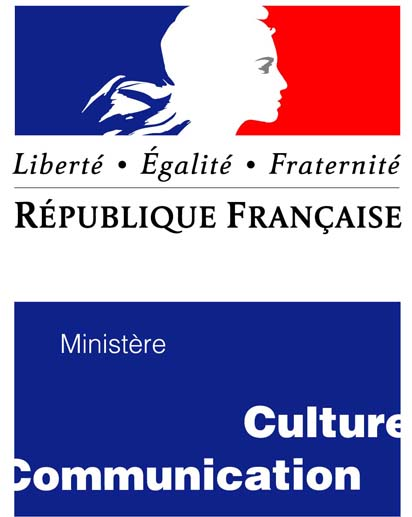 Liberté • Égalité • Fraternité
RÉPUBLIQUE FRANÇAISE
Ministère
Culture
Communication